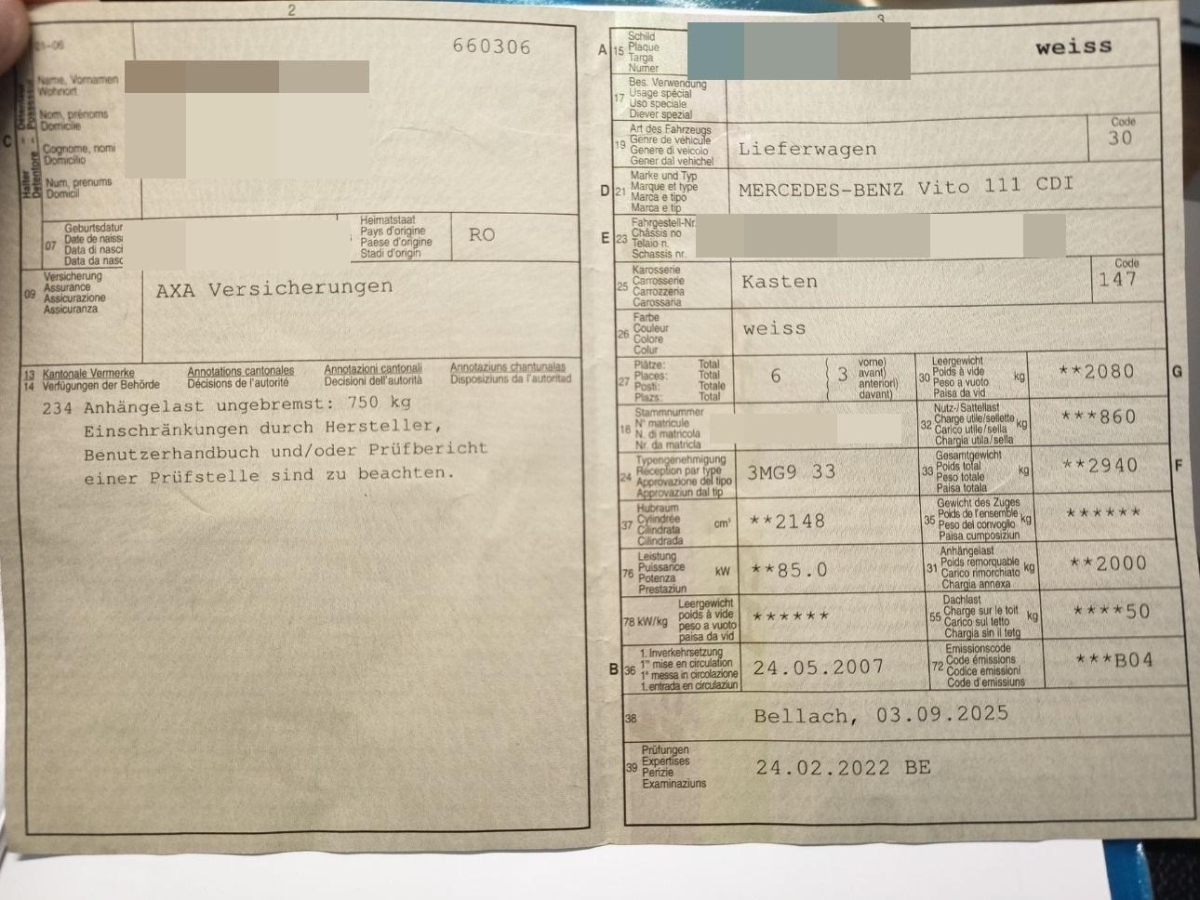 2
21-06
660306
C
Halter Détenteur
Detentore Possessur
Name, Vornamen
Wohnort
Nom, prénoms
Domicile
Cognome, nomi
Domicilio
Num, prenums
Domicil
07
Geburtsdatum
Date de naiss
Data di nasci
Data da nasc
Heimatstaat
Pays d'origine
Paese d'origine
Stadi d'origin
RO
09
Versicherung
Assurance
Assicurazione
Assicuranza
AXA Versicherungen
13 Kantonale Vermerke Annotations cantonales Annotazioni cantonali Annotaziuns chantunalas
14 Verfügungen der Behörde Décisions de l'autorité Decisioni dell'autorità Disposiziuns da l'autoritad
234 Anhängelast ungebremst: 750 kg
Einschränkungen durch Hersteller,
Benutzerhandbuch und/oder Prüfbericht
einer Prüfstelle sind zu beachten.
3
A 15
Schild
Plaque
Targa
Numer
weiss
17
Bes. Verwendung
Usage spécial
Uso speciale
Diever spezial
19
Art des Fahrzeugs
Genre de véhicule
Genere di veicolo
Gener dal vehichel
Lieferwagen
Code
30
D 21
Marke und Typ
Marque et type
Marca e tipo
Marca e tip
MERCEDES-BENZ Vito 111 CDI
E 23
Fahrgestell-Nr.
Châssis no
Telaio n.
Schassis nr.
25
Karosserie
Carrosserie
Carrozzeria
Carossaria
Kasten
Code
147
26
Farbe
Couleur
Colore
Colur
weiss
27
Plätze: Total
Places: Total
Posti: Totale
Plazs: Total
6
( 3
vorne)
avant)
anteriori)
davant)
30
Leergewicht
Poids à vide
Peso a vuoto
Paisa da vid
kg
**2080
G
18
Stammnummer
N° matricule
N. di matricola
Nr. da matricla
32
Nutz-/Sattellast
Charge utile/sellette
Carico utile/sella
Chargia utila/sella
kg
***860
24
Typengenehmigung
Réception par type
Approvazione del tipo
Approvaziun dal tip
3MG9 33
33
Gesamtgewicht
Poids total
Peso totale
Paisa totala
kg
**2940
F
37
Hubraum
Cylindrée
Cilindrata
Cilindrada
cm³
**2148
35
Gewicht des Zuges
Poids de l'ensemble
Peso del convoglio
Paisa cumposiziun
kg
******
76
Leistung
Puissance
Potenza
Prestaziun
kW
**85.0
31
Anhängelast
Poids remorquable
Carico rimorchiato
Chargia annexa
kg
**2000
78 kW/kg
Leergewicht
poids à vide
peso a vuoto
paisa da vid
******
55
Dachlast
Charge sur le toit
Carico sul tetto
Chargia sin il tetg
kg
****50
B 36
1. Inverkehrsetzung
1re mise en circulation
1a messa in circolazione
1. entrada en circulaziun
24.05.2007
72
Emissionscode
Code émissions
Codice emissioni
Code d'emissiuns
***B04
38
Bellach, 03.09.2025
39
Prüfungen
Expertises
Perizie
Examinaziuns
24.02.2022 BE